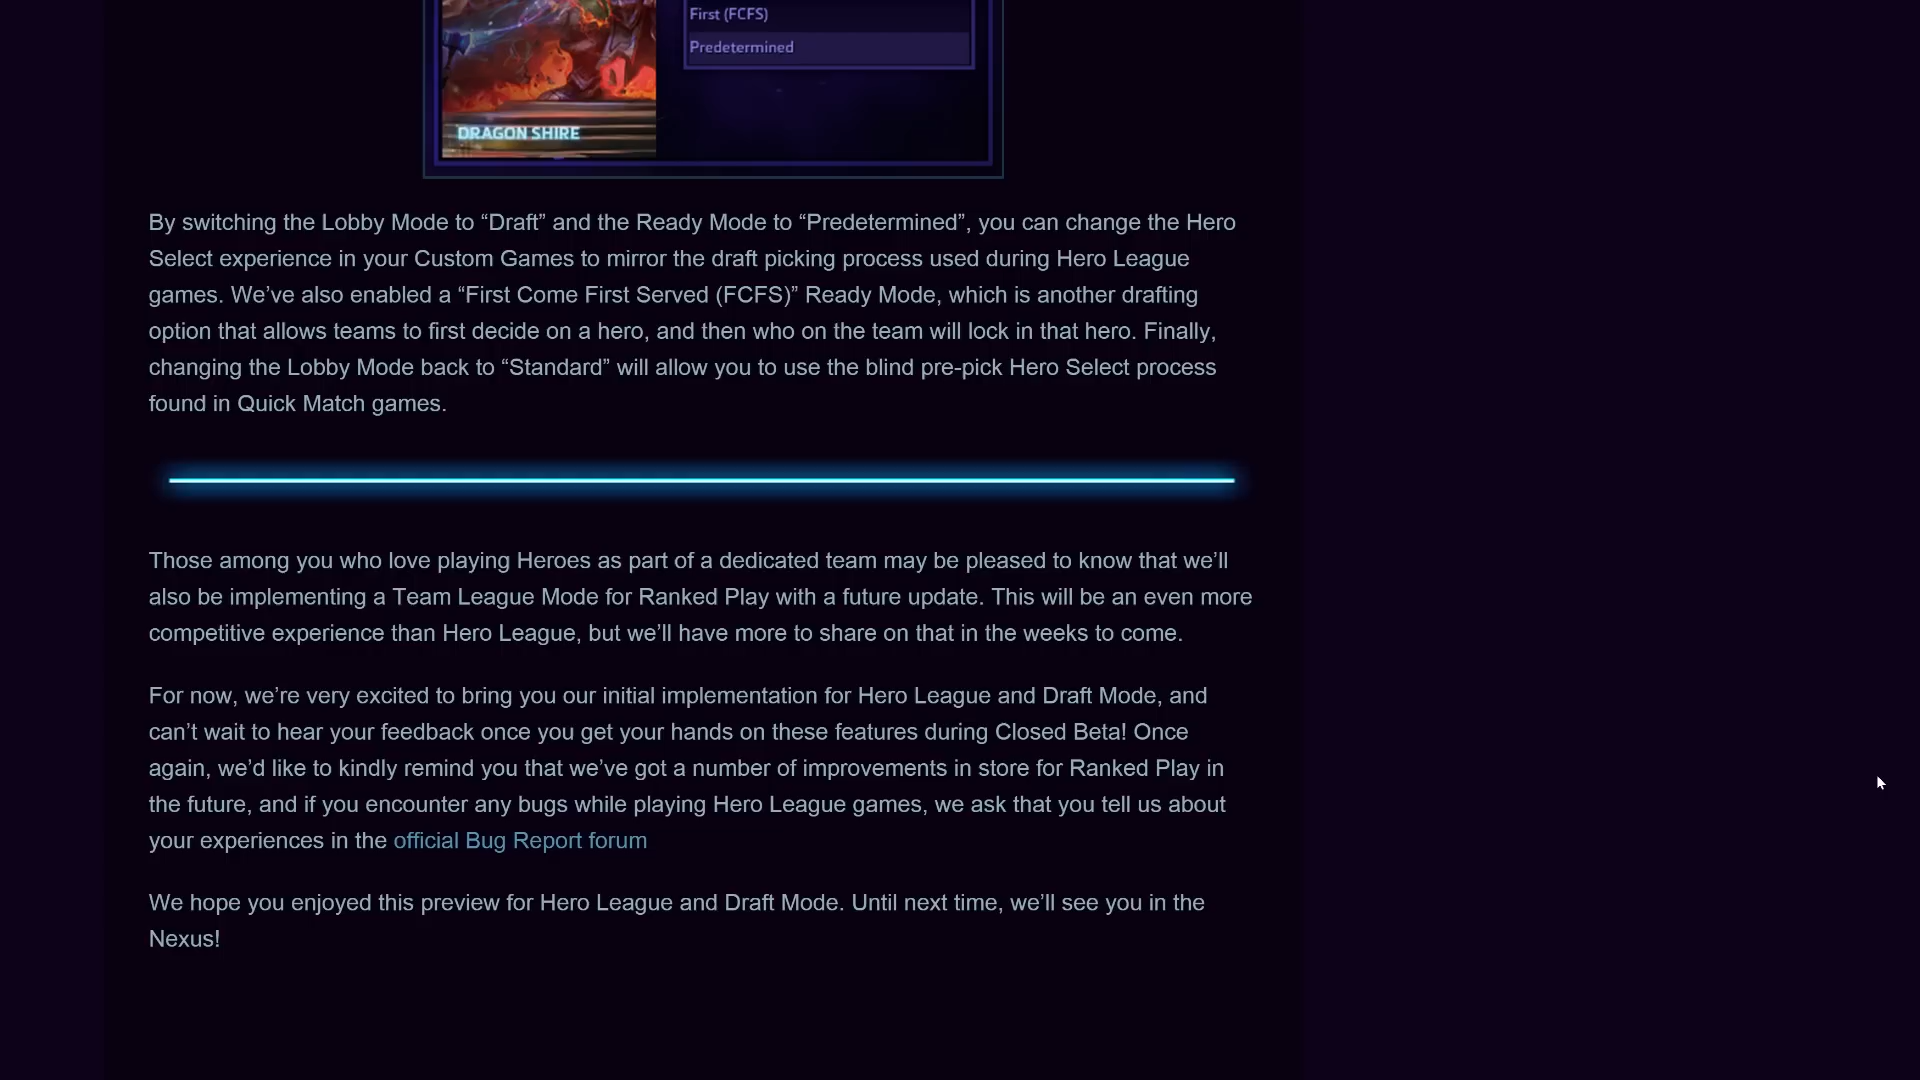 First (FCFS)
Predetermined
DRAGON SHIRE
By switching the Lobby Mode to “Draft” and the Ready Mode to “Predetermined”, you can change the Hero
Select experience in your Custom Games to mirror the draft picking process used during Hero League
games. We’ve also enabled a “First Come First Served (FCFS)” Ready Mode, which is another drafting
option that allows teams to first decide on a hero, and then who on the team will lock in that hero. Finally,
changing the Lobby Mode back to “Standard” will allow you to use the blind pre-pick Hero Select process
found in Quick Match games.
Those among you who love playing Heroes as part of a dedicated team may be pleased to know that we’ll
also be implementing a Team League Mode for Ranked Play with a future update. This will be an even more
competitive experience than Hero League, but we’ll have more to share on that in the weeks to come.
For now, we’re very excited to bring you our initial implementation for Hero League and Draft Mode, and
can’t wait to hear your feedback once you get your hands on these features during Closed Beta! Once
again, we’d like to kindly remind you that we’ve got a number of improvements in store for Ranked Play in
the future, and if you encounter any bugs while playing Hero League games, we ask that you tell us about
your experiences in the official Bug Report forum
We hope you enjoyed this preview for Hero League and Draft Mode. Until next time, we’ll see you in the
Nexus!